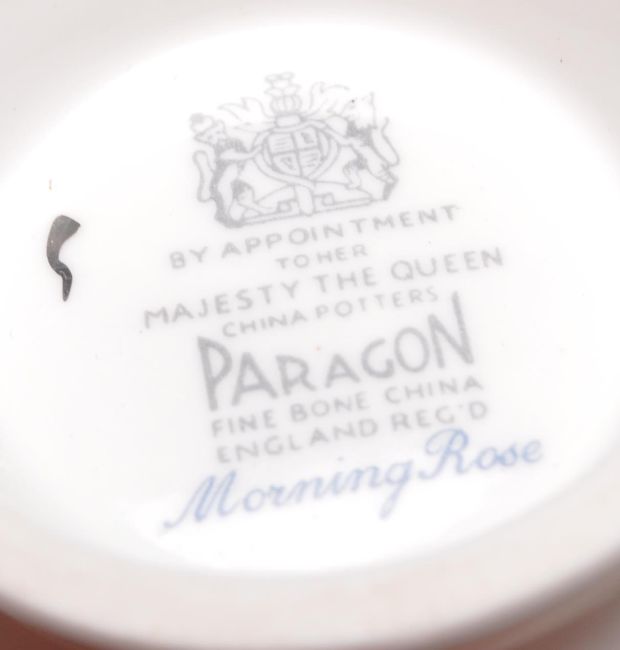 BY APPOINTMENT
TO HER
MAJESTY THE QUEEN
CHINA POTTERS
PARAGON
FINE BONE CHINA
ENGLAND REG'D
Morning Rose